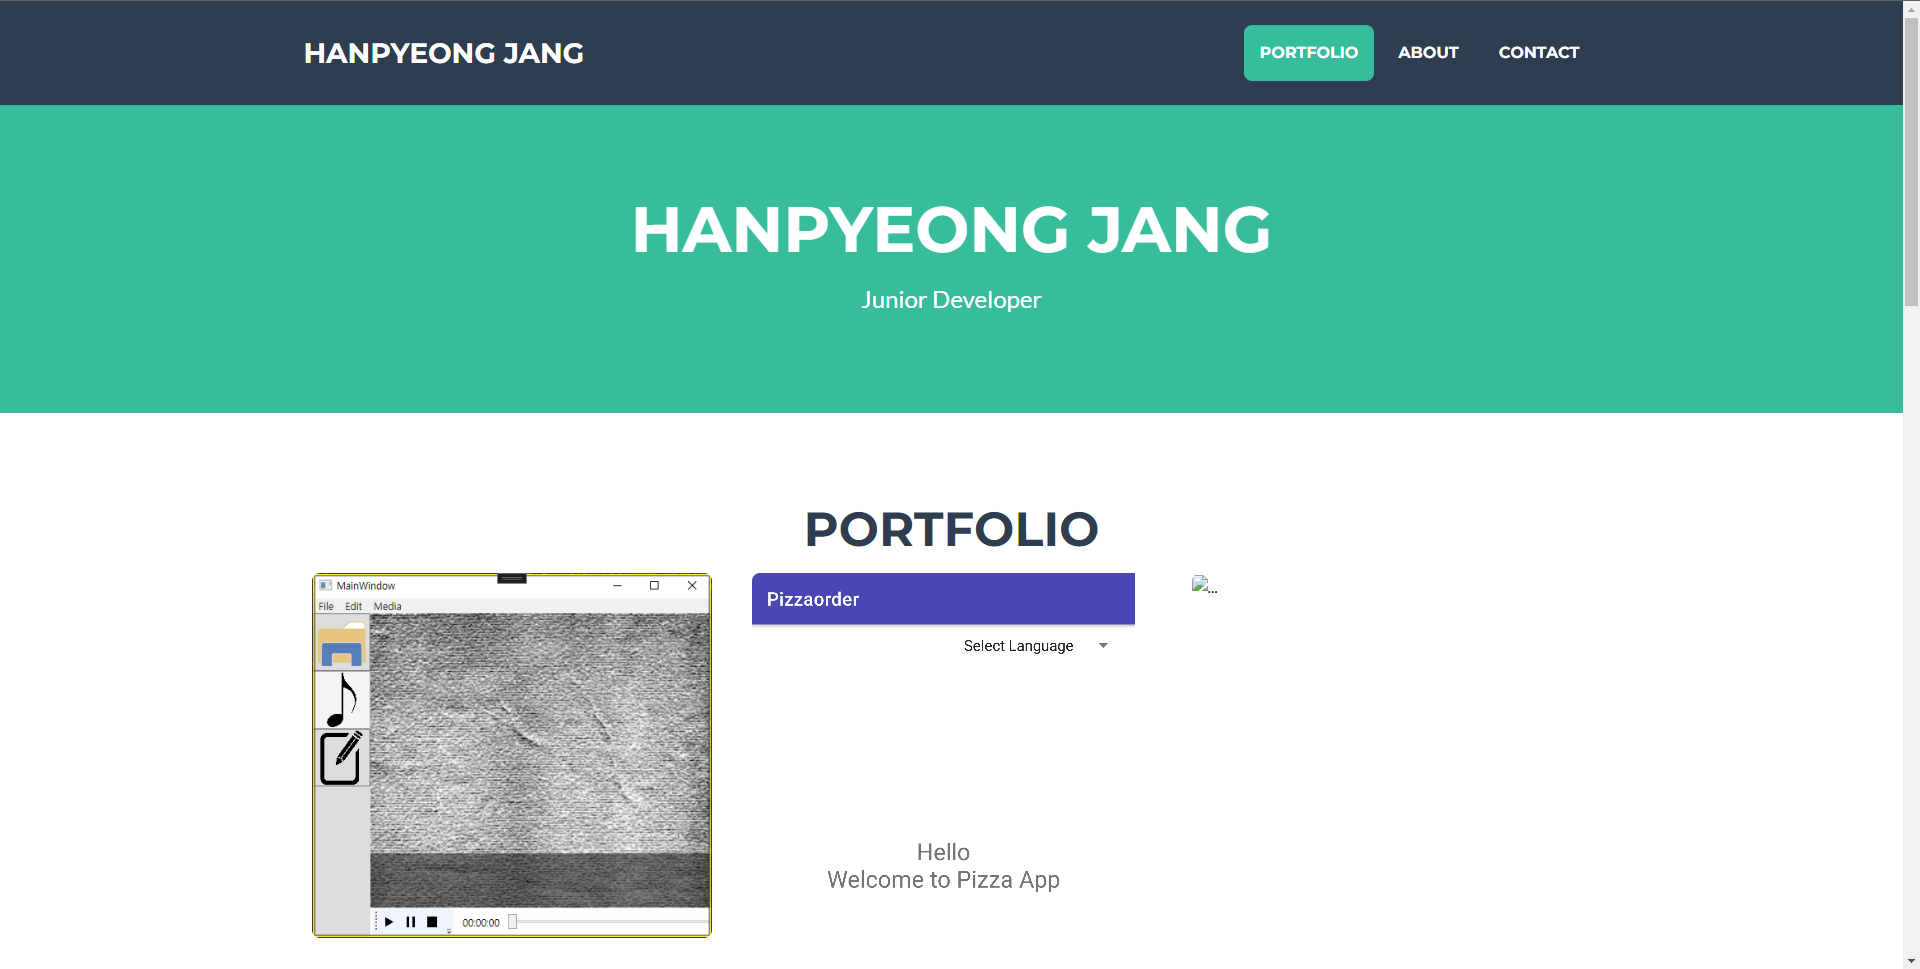 HANPYEONG JANG
PORTFOLIO
ABOUT
CONTACT
HANPYEONG JANG
Junior Developer
PORTFOLIO
MainWindow
File Edit Media
00:00:00
Pizzaorder
Select Language
Hello
Welcome to Pizza App
...